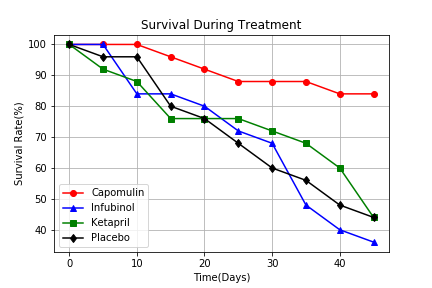 Survival During Treatment
Survival Rate(%)
100
90
80
70
60
50
40
Capomulin
Infubinol
Ketapril
Placebo
0
10
20
30
40
Time(Days)